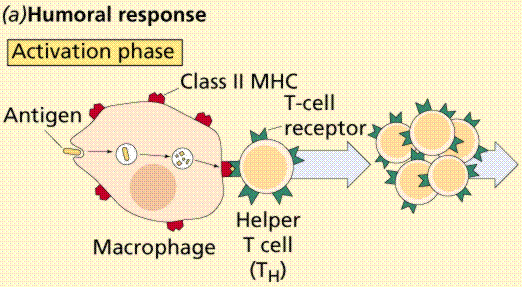 (a)Humoral response
Activation phase
Class II MHC
Antigen
T-cell
receptor
Macrophage
Helper
T cell
(TH)